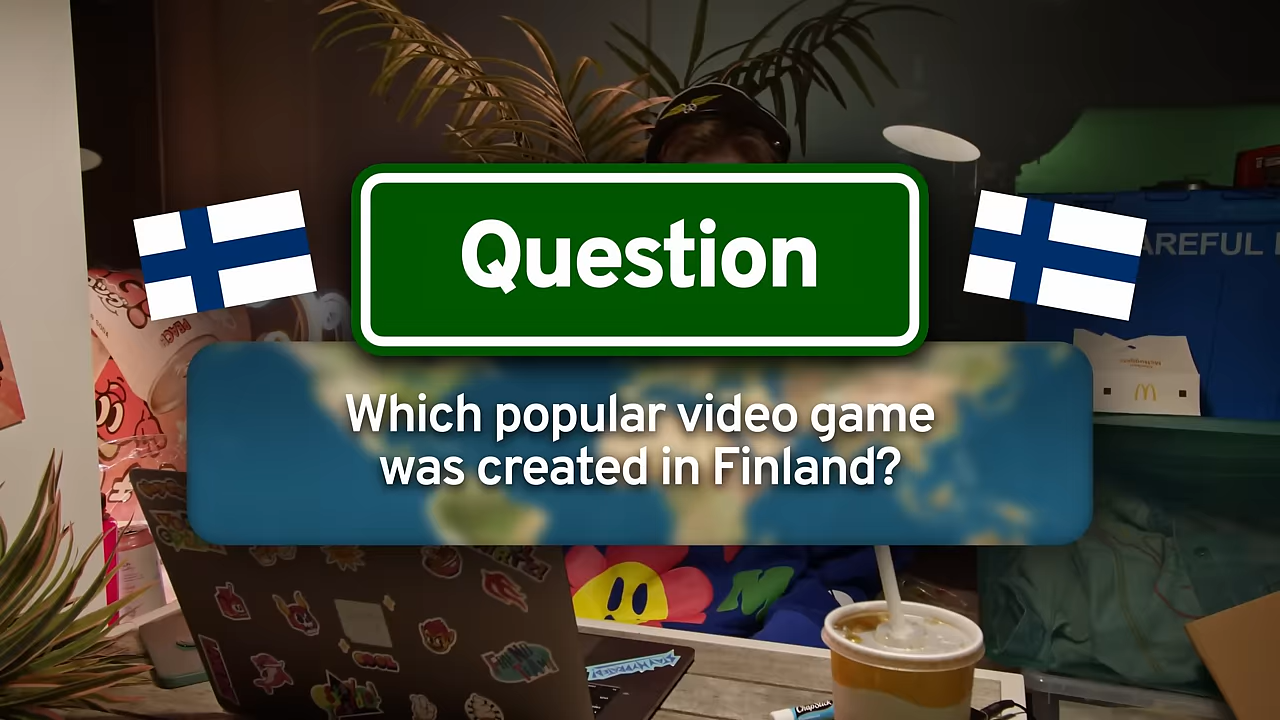 Question
Which popular video game
was created in Finland?
AREFUL
ChapStick